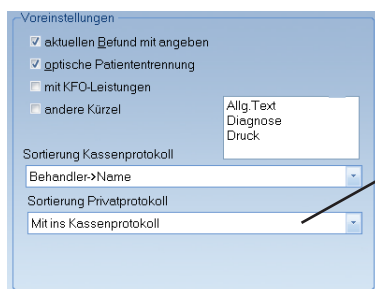 Voreinstellungen
aktuellen Befund mit angeben
optische Patiententrennung
mit KFO-Leistungen
andere Kürzel
Allg.Text
Diagnose
Druck
Sortierung Kassenprotokoll
Behandler->Name
Sortierung Privatprotokoll
Mit ins Kassenprotokoll